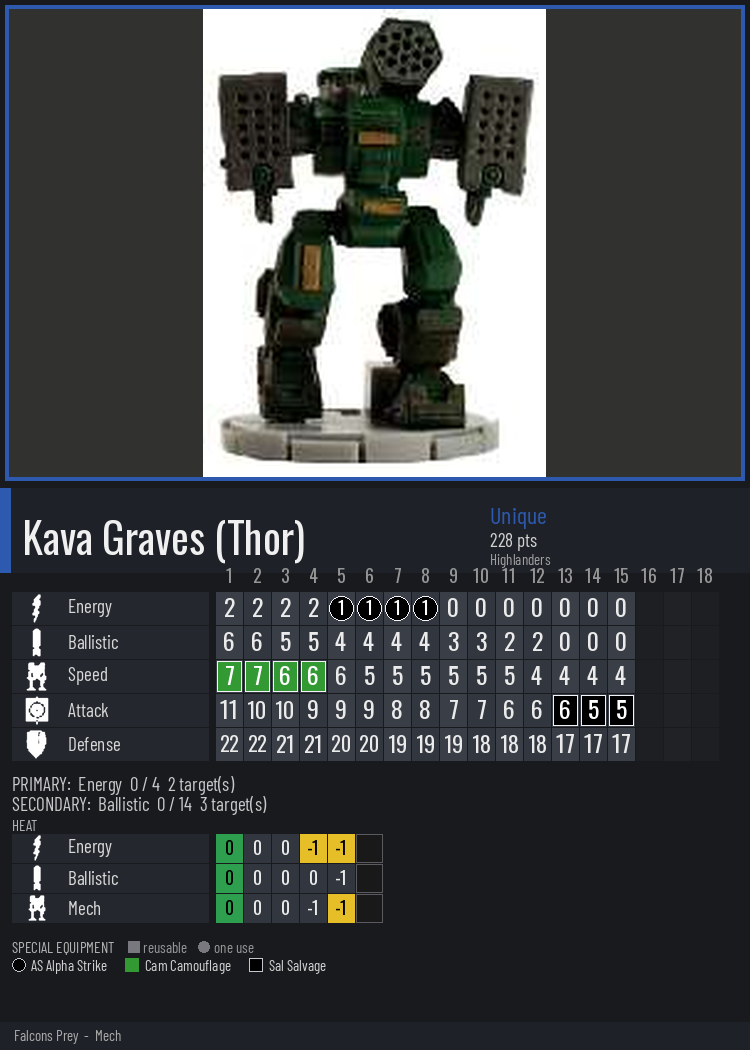 Kava Graves (Thor)
Unique
228 pts
Highlanders
1 2 3 4 5 6 7 8 9 10 11 12 13 14 15 16 17 18
Energy 2 2 2 2 1 1 1 1 0 0 0 0 0 0 0
Ballistic 6 6 5 5 4 4 4 4 3 3 2 2 0 0 0
Speed 7 7 6 6 6 5 5 5 5 5 5 4 4 4 4
Attack 11 10 10 9 9 9 8 8 7 7 6 6 6 5 5
Defense 22 22 21 21 20 20 19 19 19 18 18 18 17 17 17
PRIMARY: Energy 0 / 4 2 target(s)
SECONDARY: Ballistic 0 / 14 3 target(s)
HEAT
Energy 0 0 0 -1 -1
Ballistic 0 0 0 0 -1
Mech 0 0 0 -1 -1
SPECIAL EQUIPMENT reusable one use
AS Alpha Strike Cam Camouflage Sal Salvage
Falcons Prey - Mech